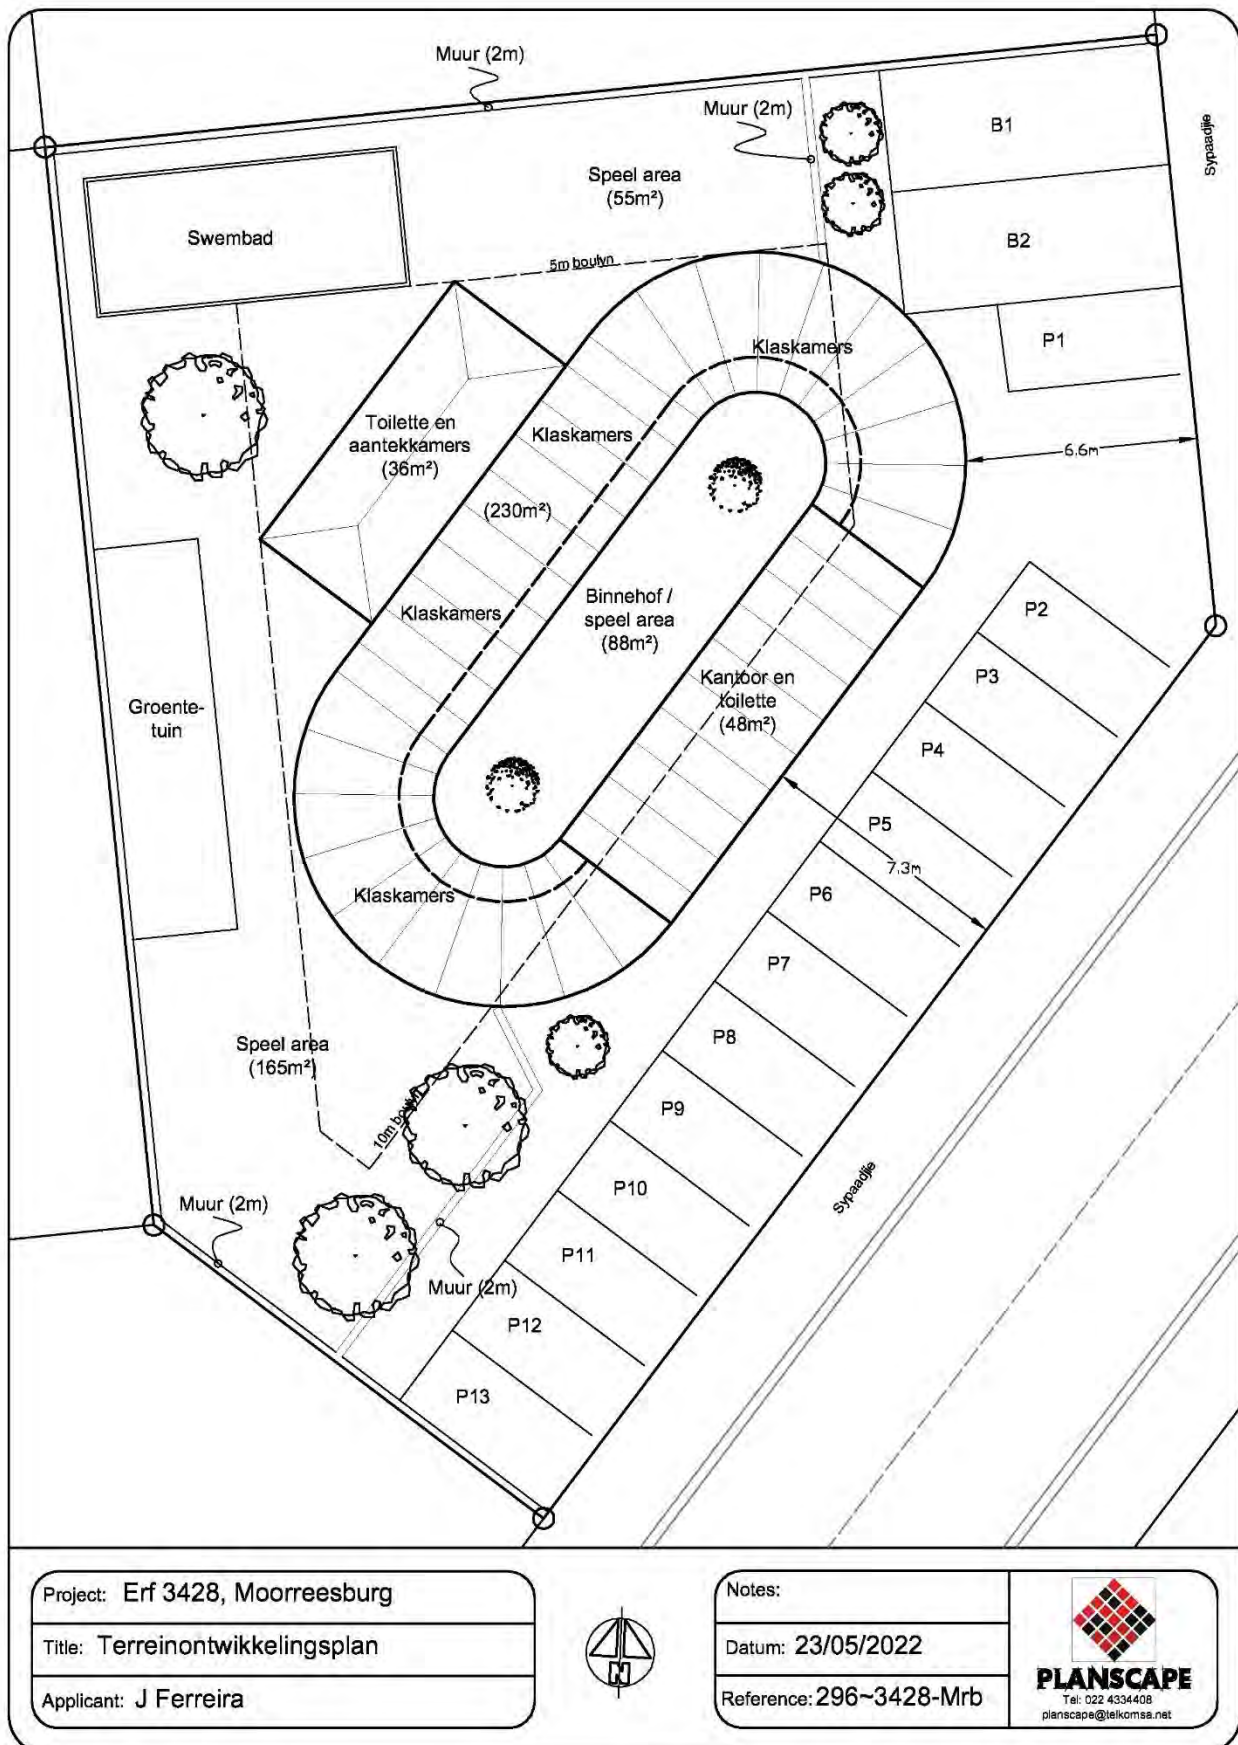 Muur (2m)
Muur (2m)
B1
Sypaadjie
Speel area
(55m²)
Swembad
B2
5m boulyn
P1
Klaskamers
Toilette en
aantekkamers
(36m²)
Klaskamers
6.6m
(230m²)
Binnehof /
speel area
(88m²)
Klaskamers
P2
P3
Kantoor en
toilette
(48m²)
Groente-
tuin
P4
P5
7.3m
P6
Klaskamers
P7
P8
Speel area
(165m²)
10m boulyn
P9
P10
Sypaadjie
Muur (2m)
P11
Muur (2m)
P12
P13
Project: Erf 3428, Moorreesburg
Title: Terreinontwikkelingsplan
Applicant: J Ferreira
N
Notes:
Datum: 23/05/2022
Reference: 296~3428-Mrb
PLANSCAPE
Tel: 022 4334408
planscape@telkomsa.net